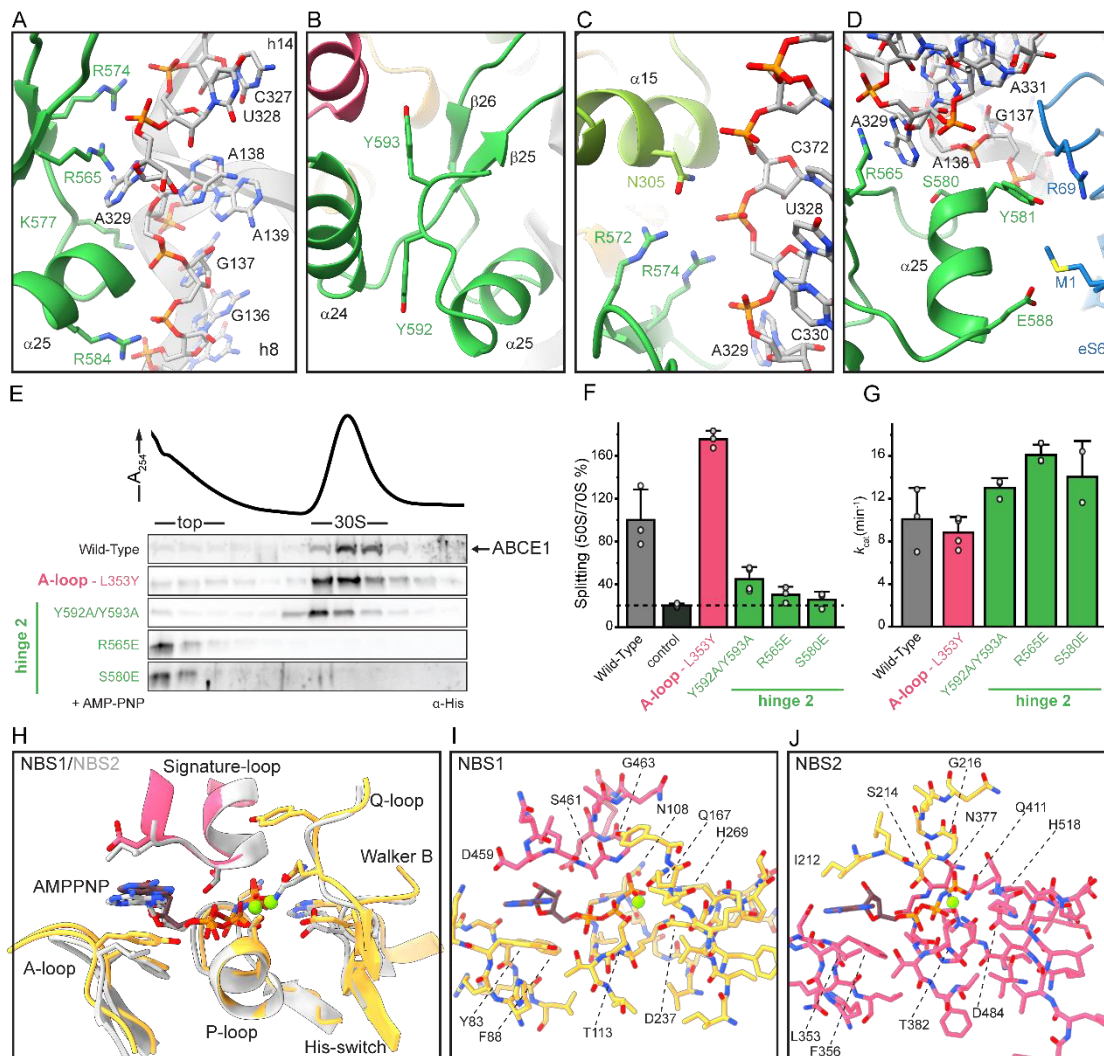 A
h14
R574
C327
U328
A138
R565
A329
K577
A139
G137
G136
α25
R584
h8
B
β26
Y593
β25
α24
Y592
α25
C
α15
N305
C372
U328
R572
R574
A329
C330
D
A331
A329
G137
R565
A138
S580
R69
Y581
α25
M1
E588
eS6
E
A254
top
30S
Wild-Type
ABCE1
A-loop - L353Y
Y592A/Y593A
R565E
S580E
hinge 2
+ AMP-PNP
α-His
F
Splitting (50S/70S %)
160
120
80
40
0
Wild-Type
control
A-loop - L353Y
Y592A/Y593A
R565E
S580E
hinge 2
G
kcat(min-1)
16
12
8
4
0
Wild-Type
A-loop - L353Y
Y592A/Y593A
R565E
S580E
hinge 2
H
NBS1/NBS2
Signature-loop
Q-loop
Walker B
AMPPNP
A-loop
P-loop
His-switch
I
NBS1
G463
S461
N108
Q167
H269
D459
Y83
F88
T113
D237
J
NBS2
G216
S214
N377
Q411
H518
I212
L353
F356
T382
D484